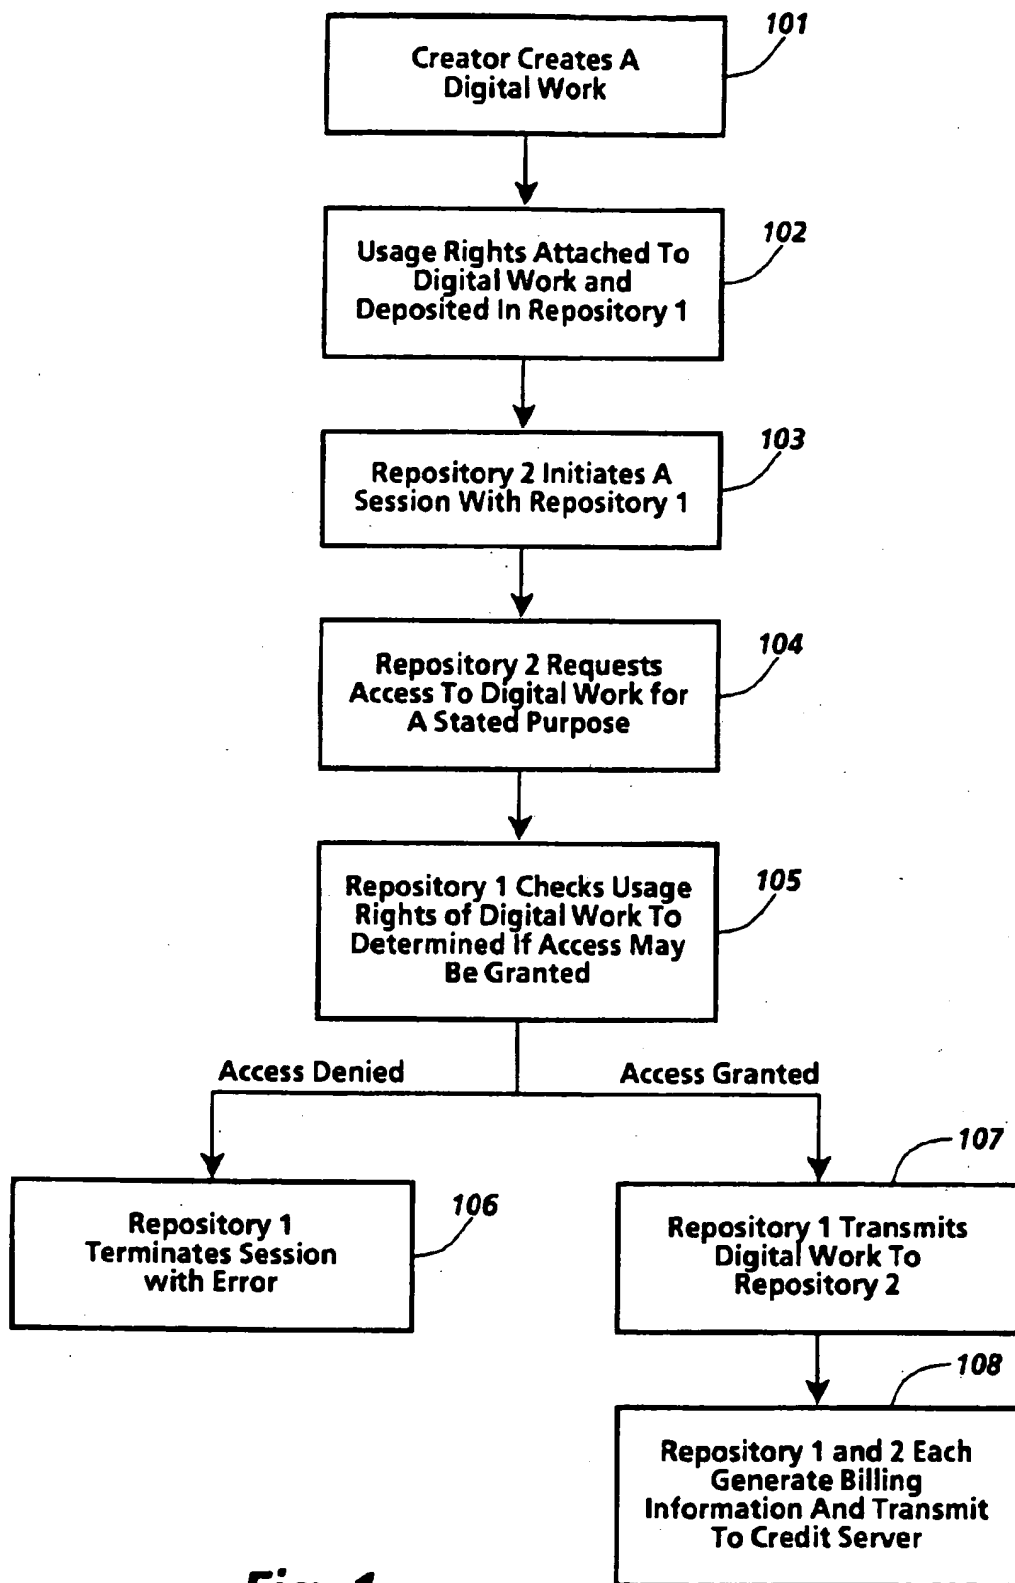 101
Creator Creates A
Digital Work
102
Usage Rights Attached To
Digital Work and
Deposited In Repository 1
103
Repository 2 Initiates A
Session With Repository 1
104
Repository 2 Requests
Access To Digital Work for
A Stated Purpose
105
Repository 1 Checks Usage
Rights of Digital Work To
Determined If Access May
Be Granted
Access Denied
Access Granted
106
Repository 1
Terminates Session
with Error
107
Repository 1 Transmits
Digital Work To
Repository 2
108
Repository 1 and 2 Each
Generate Billing
Information And Transmit
To Credit Server
Fig. 1